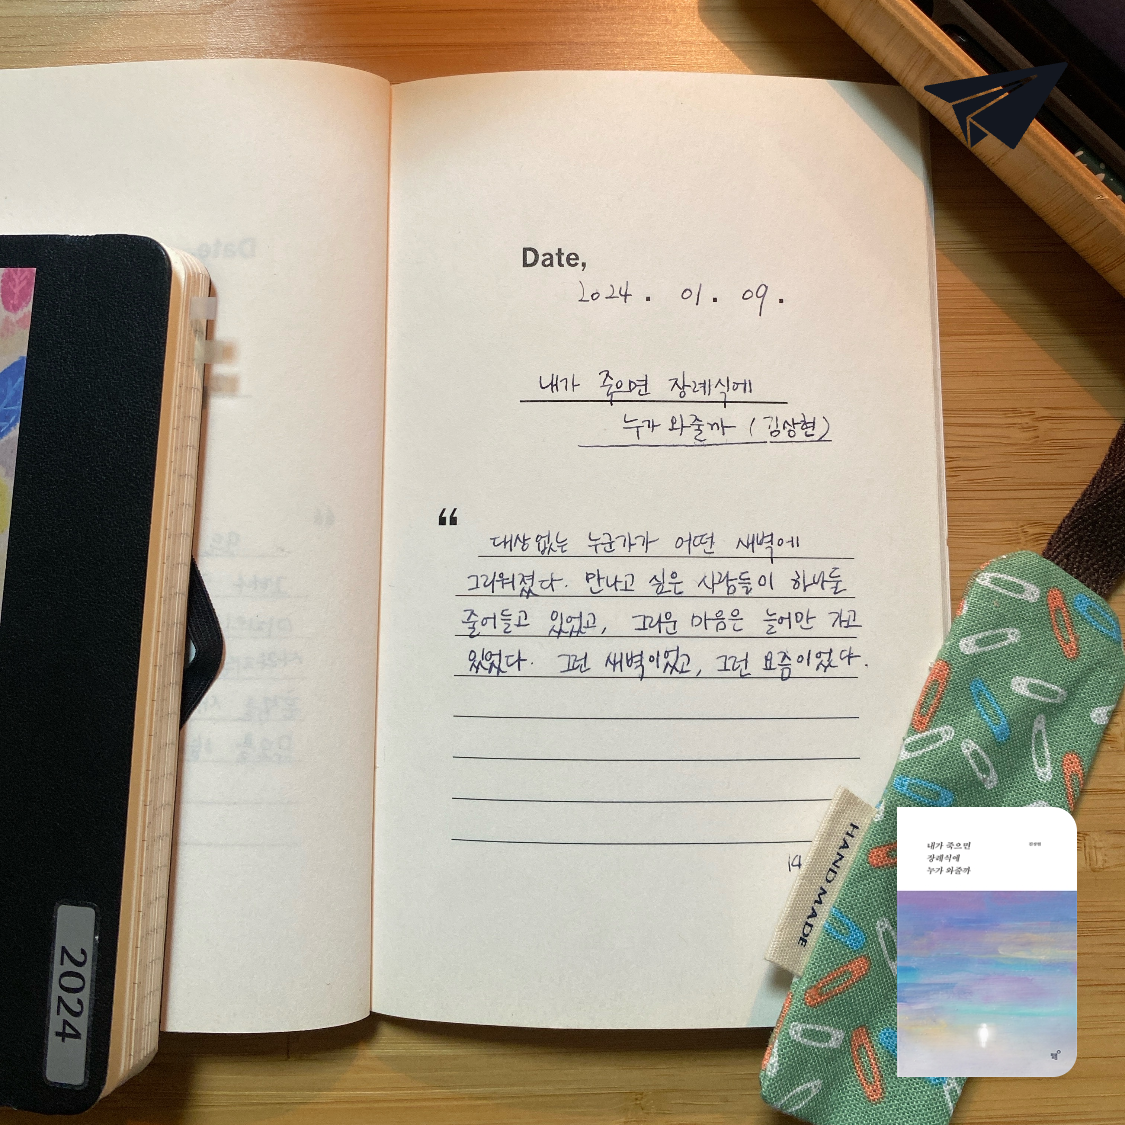 Date,
2024. 01. 09.
내가 죽으면 장례식에
누가 와줄까 (김상현)
“
대상 없는 누군가가 어떤 새벽에
그리워졌다. 만나고 싶은 사람들이 하나둘
줄어들고 있었고, 그리운 마음은 늘어만 가고
있었다. 그런 새벽이었고, 그런 요즘이었다.
14
HAND MADE
내가 죽으면
장례식에
누가 와줄까
2024